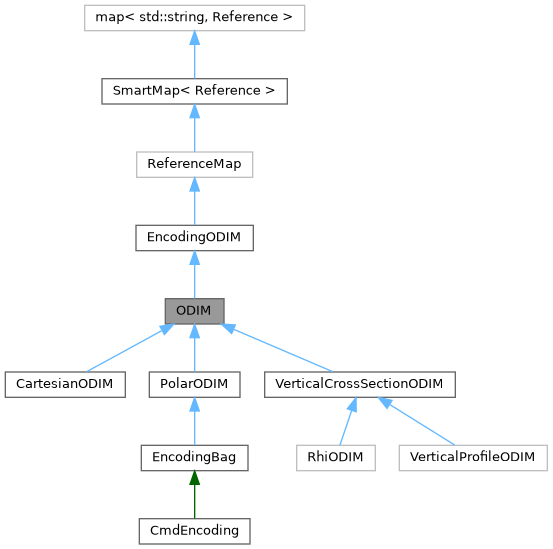 map< std::string, Reference >
SmartMap< Reference >
ReferenceMap
EncodingODIM
ODIM
CartesianODIM
PolarODIM
VerticalCrossSectionODIM
EncodingBag
RhiODIM
VerticalProfileODIM
CmdEncoding